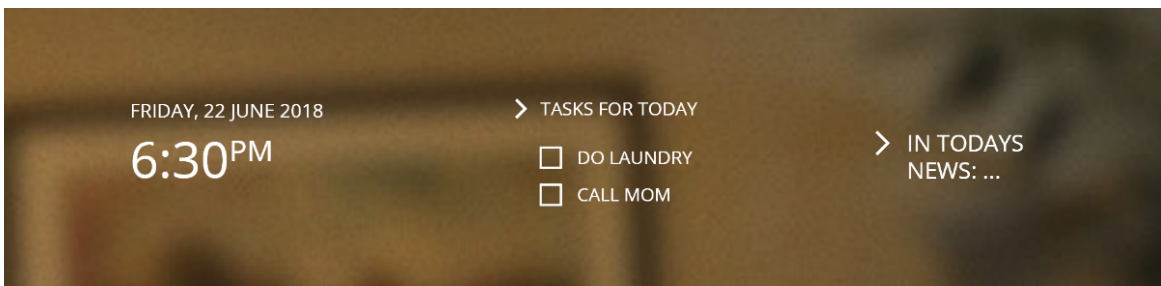 FRIDAY, 22 JUNE 2018
6:30PM
TASKS FOR TODAY
DO LAUNDRY
CALL MOM
IN TODAYS
NEWS: ...